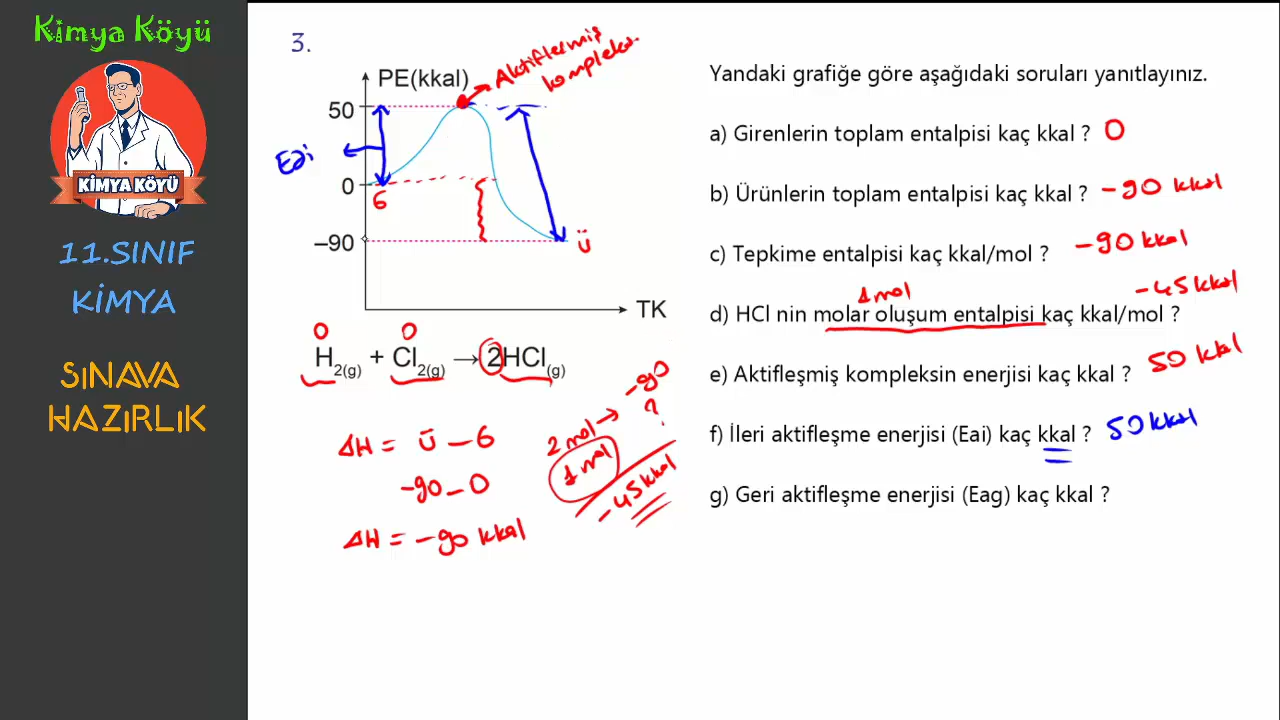 Kimya Köyü
KİMYA KÖYÜ
11.SINIF
KİMYA
SINAVA
HAZIRLIK
3.
PE(kkal)
Aktifleşmiş
kompleks.
50
Eai
0
G
–90
Ü
TK
0 0
H2(g) + Cl2(g) → 2HCl(g)
ΔH = Ü – G
-90 – 0
ΔH = -90 kkal
2 mol → -90
1 mol ?
-45 kkal
Yandaki grafiğe göre aşağıdaki soruları yanıtlayınız.
a) Girenlerin toplam entalpisi kaç kkal ? 0
b) Ürünlerin toplam entalpisi kaç kkal ? -90 kkal
c) Tepkime entalpisi kaç kkal/mol ? -90 kkal
1 mol -45 kkal
d) HCl nin molar oluşum entalpisi kaç kkal/mol ?
e) Aktifleşmiş kompleksin enerjisi kaç kkal ? 50 kkal
f) İleri aktifleşme enerjisi (Eai) kaç kkal ? 50 kkal
g) Geri aktifleşme enerjisi (Eag) kaç kkal ?